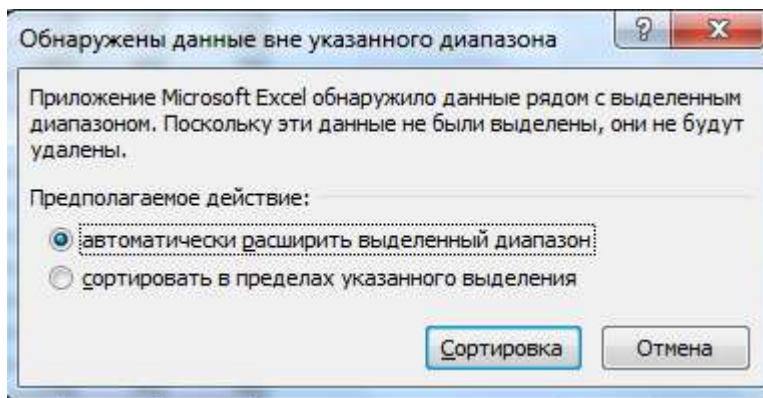 Обнаружены данные вне указанного диапазона
Приложение Microsoft Excel обнаружило данные рядом с выделенным
диапазоном. Поскольку эти данные не были выделены, они не будут
удалены.
Предполагаемое действие:
автоматически расширить выделенный диапазон
сортировать в пределах указанного выделения
Сортировка Отмена